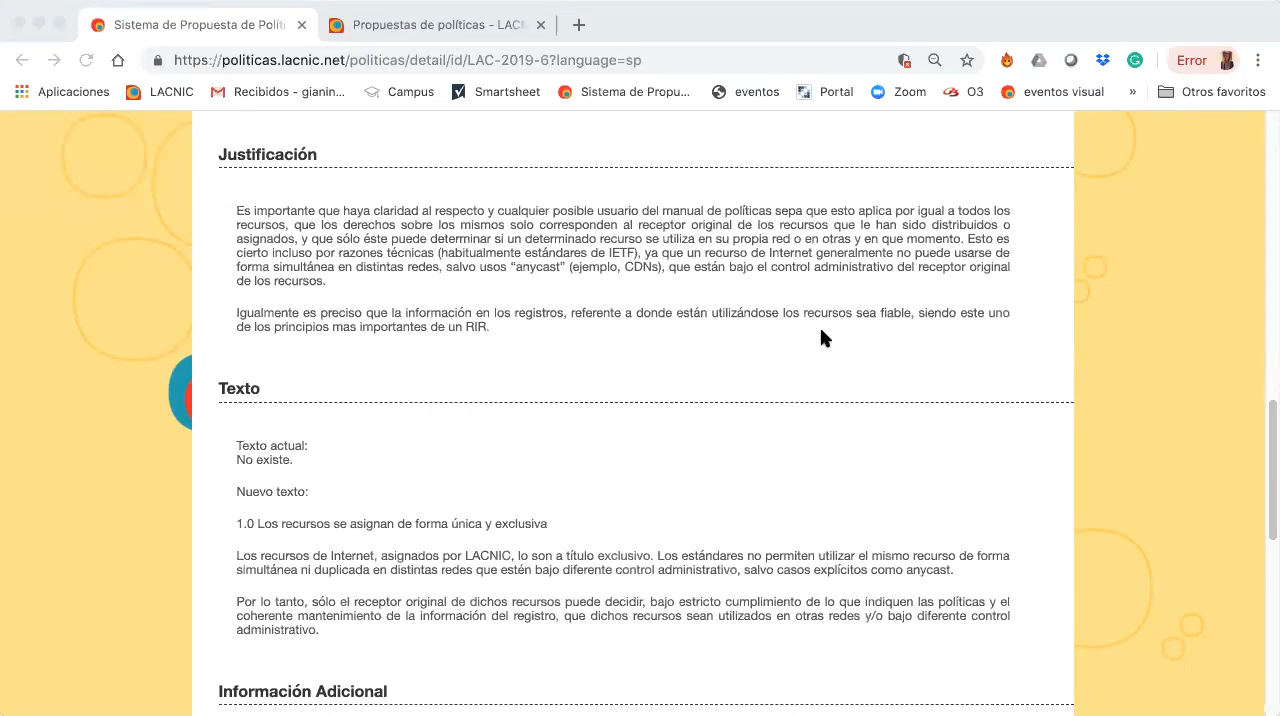 Sistema de Propuesta de Políti
Propuestas de políticas - LACN
https://politicas.lacnic.net/politicas/detail/id/LAC-2019-6?language=sp
Error
Aplicaciones
LACNIC
Recibidos - gianin...
Campus
Smartsheet
Sistema de Propu...
eventos
Portal
Zoom
O3
eventos visual
»
Otros favoritos
Justificación
Es importante que haya claridad al respecto y cualquier posible usuario del manual de políticas sepa que esto aplica por igual a todos los
recursos, que los derechos sobre los mismos solo corresponden al receptor original de los recursos que le han sido distribuidos o
asignados, y que sólo éste puede determinar si un determinado recurso se utiliza en su propia red o en otras y en que momento. Esto es
cierto incluso por razones técnicas (habitualmente estándares de IETF), ya que un recurso de Internet generalmente no puede usarse de
forma simultánea en distintas redes, salvo usos “anycast” (ejemplo, CDNs), que están bajo el control administrativo del receptor original
de los recursos.
Igualmente es preciso que la información en los registros, referente a donde están utilizándose los recursos sea fiable, siendo este uno
de los principios mas importantes de un RIR.
Texto
Texto actual:
No existe.
Nuevo texto:
1.0 Los recursos se asignan de forma única y exclusiva
Los recursos de Internet, asignados por LACNIC, lo son a título exclusivo. Los estándares no permiten utilizar el mismo recurso de forma
simultánea ni duplicada en distintas redes que estén bajo diferente control administrativo, salvo casos explícitos como anycast.
Por lo tanto, sólo el receptor original de dichos recursos puede decidir, bajo estricto cumplimiento de lo que indiquen las políticas y el
coherente mantenimiento de la información del registro, que dichos recursos sean utilizados en otras redes y/o bajo diferente control
administrativo.
Información Adicional